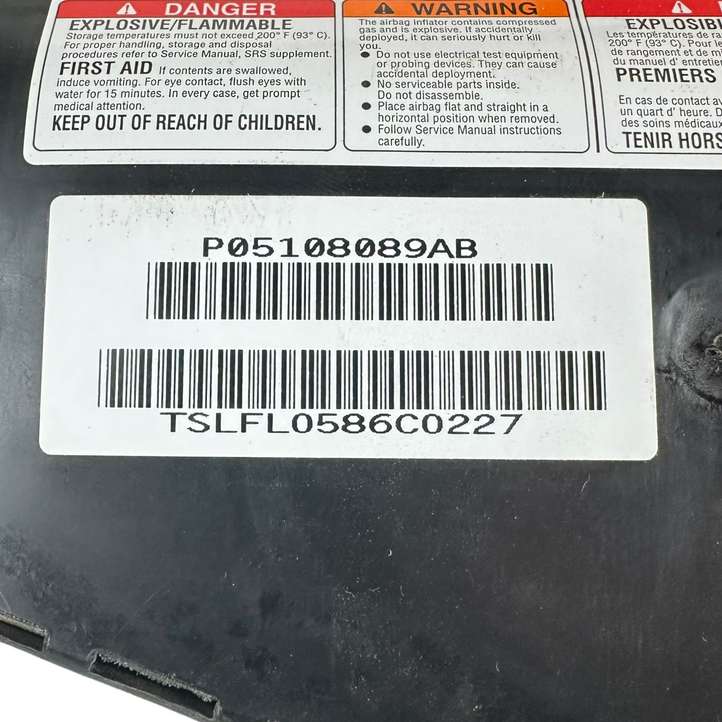 DANGER
EXPLOSIVE/FLAMMABLE
Storage temperatures must not exceed 200° F (93° C).
For proper handling, storage and disposal
procedures refer to Service Manual, SRS supplement.
FIRST AID If contents are swallowed,
induce vomiting. For eye contact, flush eyes with
water for 15 minutes. In every case, get prompt
medical attention.
KEEP OUT OF REACH OF CHILDREN.
WARNING
The airbag inflator contains compressed
gas and is explosive. If accidentally
deployed, it can seriously hurt or kill
you.
● Do not use electrical test equipment
or probing devices. They can cause
accidental deployment.
● No serviceable parts inside.
Do not disassemble.
● Place airbag flat and straight in a
horizontal position when removed.
● Follow Service Manual instructions
carefully.
EXPLOSIB
Les températures de ra
200° F (93° C). Pour le
de rangement et de mi
du manuel d' entretien
PREMIERS
En cas de contact av
un quart d' heure. D
des soins médicaux
TENIR HORS
P05108089AB
TSLFL0586C0227